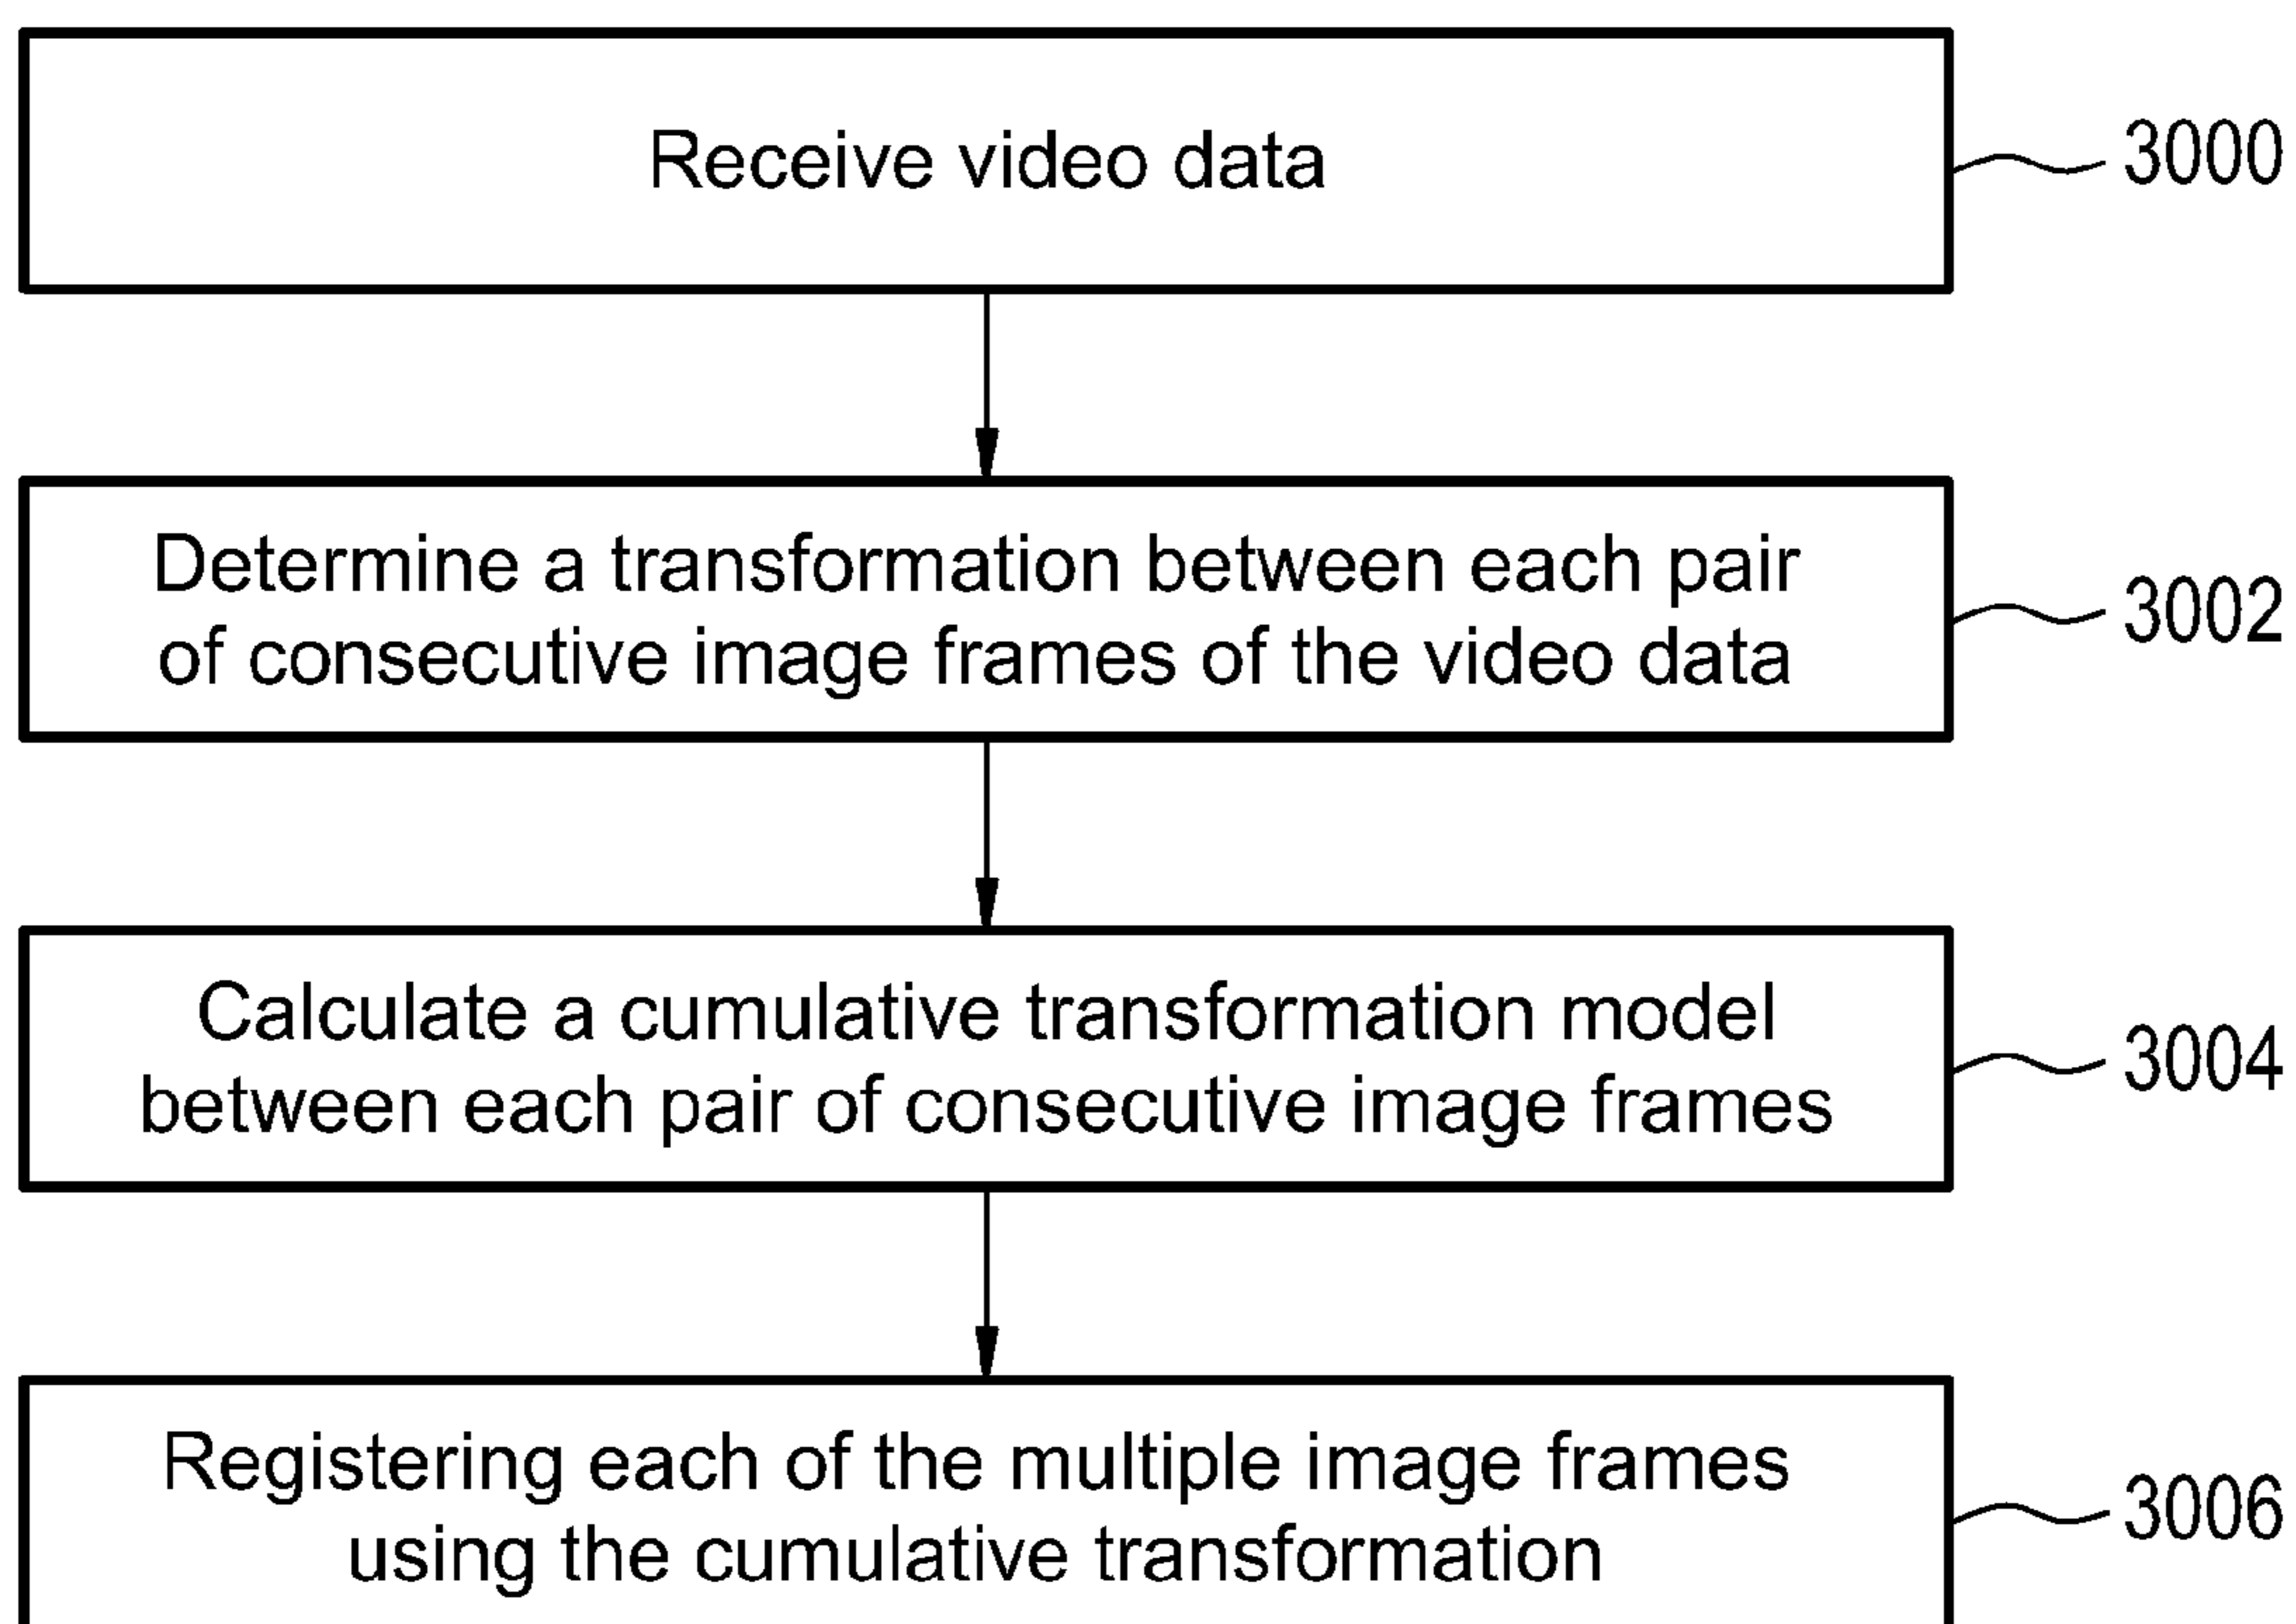 Receive video data
3000
Determine a transformation between each pair
of consecutive image frames of the video data
3002
Calculate a cumulative transformation model
between each pair of consecutive image frames
3004
Registering each of the multiple image frames
using the cumulative transformation
3006